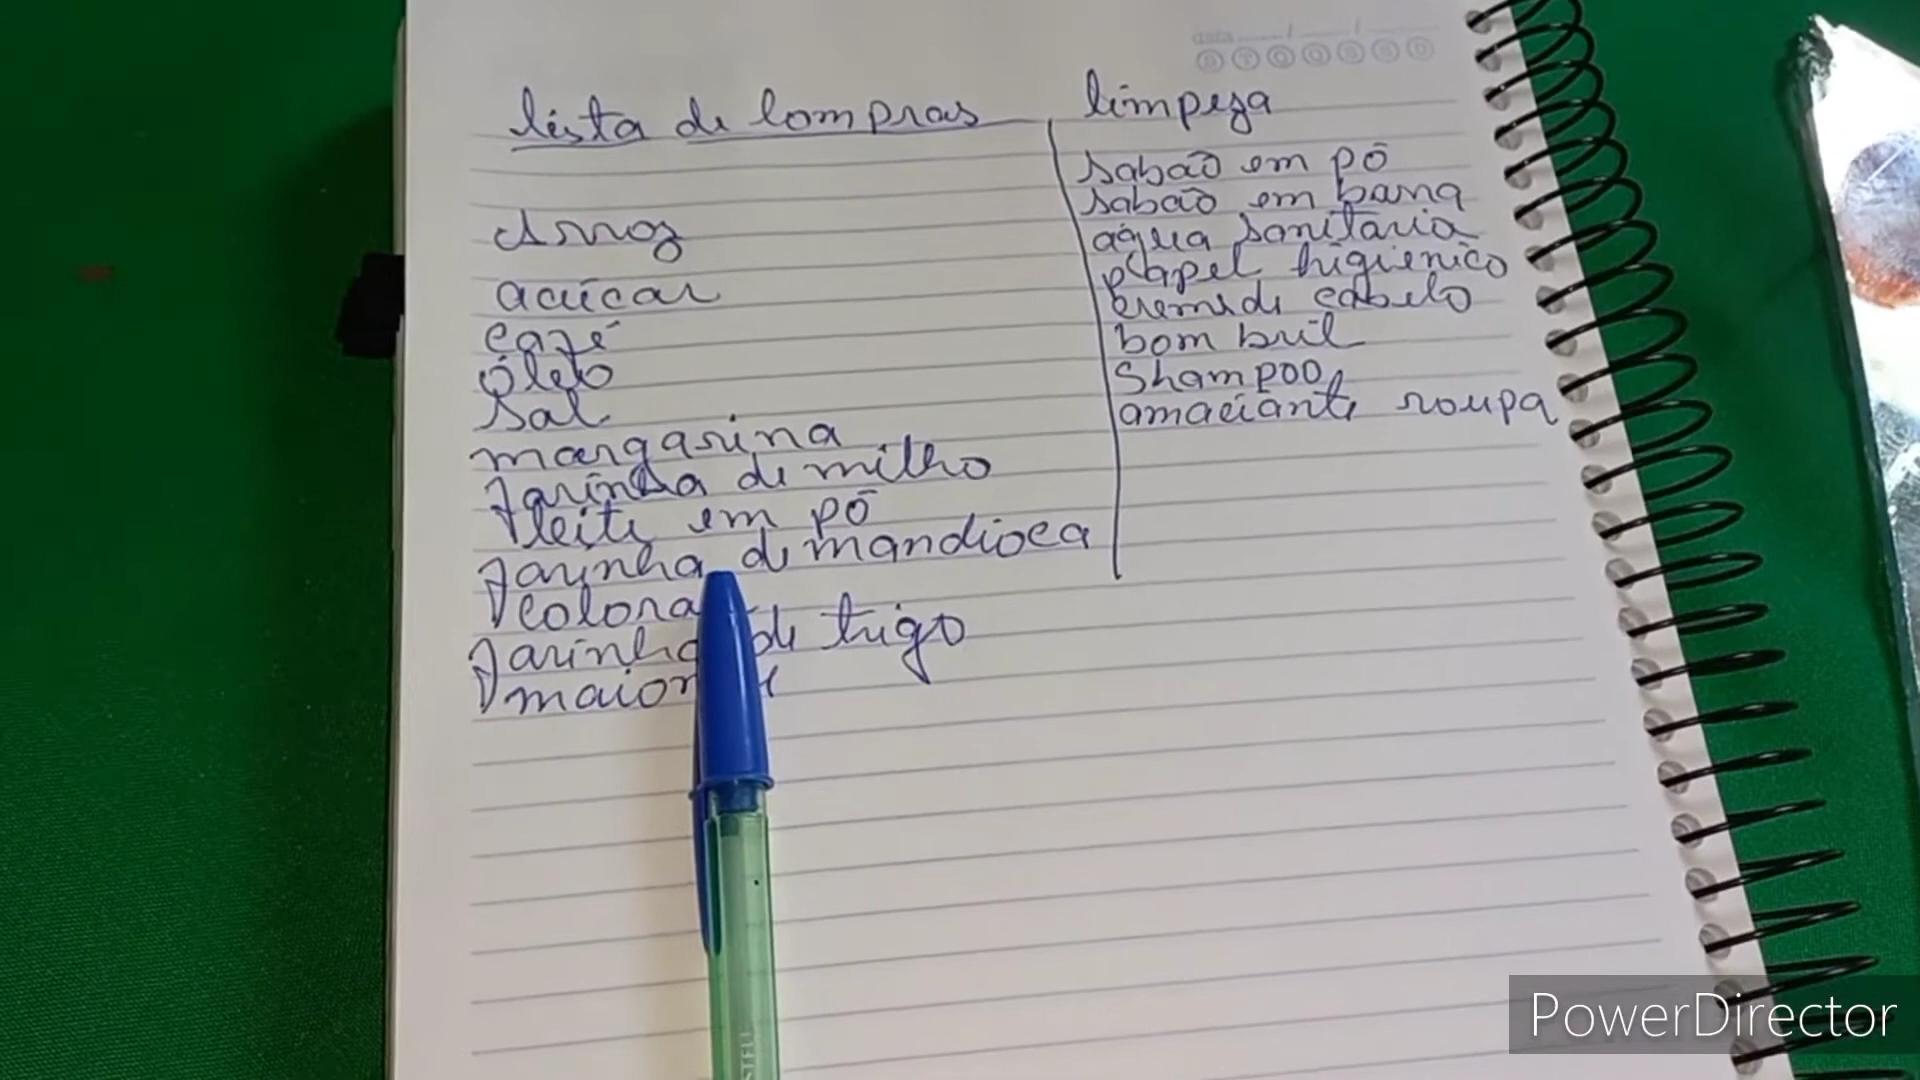 data / /
D S T Q Q S S D
lista de Compras
Arroz
açúcar
Café
Óleo
Sal
margarina
farinha de milho
leite em pó
farinha de mandioca
farinha de trigo
limpeza
sabão em pó
sabão em barra
água sanitária
papel higiênico
creme de cabelo
bom bril
Shampoo
amaciante roupa
PowerDirector